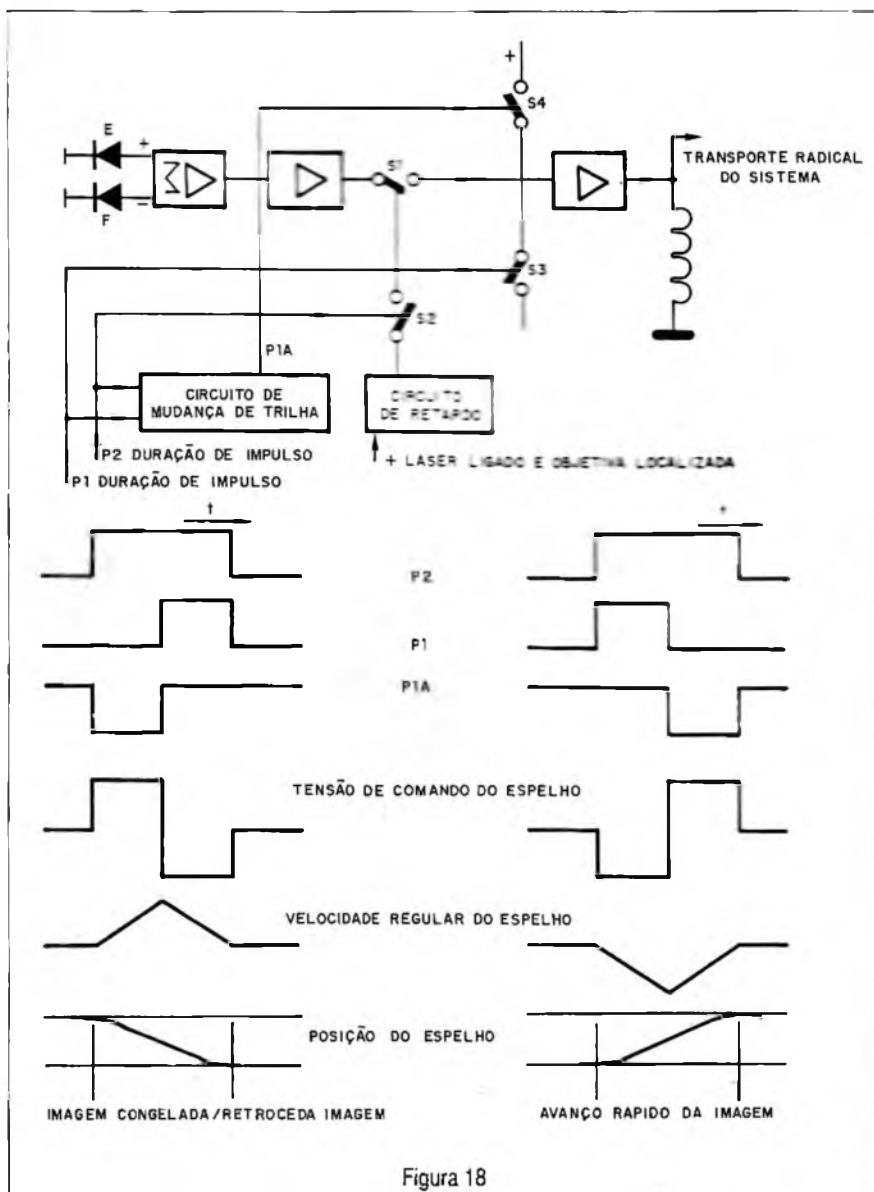 +
S4
E
+
Σ
S1
TRANSPORTE RADICAL
DO SISTEMA
F
–
S3
S2
P1A
CIRCUITO DE
MUDANÇA DE TRILHA
CIRCUITO
DE RETARDO
P2 DURAÇÃO DE IMPULSO
+ LASER LIGADO E OBJETIVA LOCALIZADA
P1 DURAÇÃO DE IMPULSO
t
P2
P1
P1A
TENSÃO DE COMANDO DO ESPELHO
VELOCIDADE REGULAR DO ESPELHO
POSIÇÃO DO ESPELHO
IMAGEM CONGELADA/RETROCEDA IMAGEM
AVANÇO RAPIDO DA IMAGEM
Figura 18